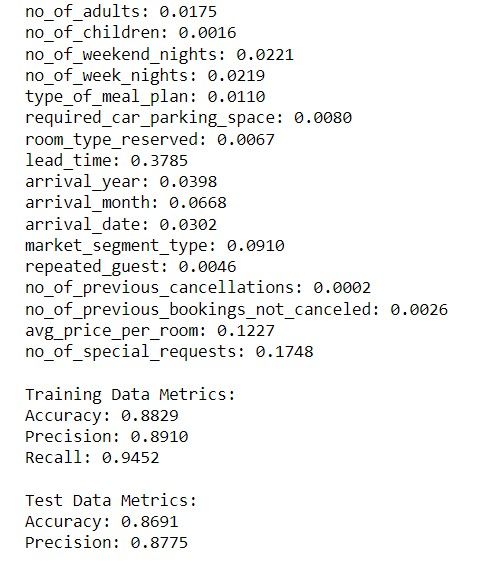 no_of_adults: 0.0175
no_of_children: 0.0016
no_of_weekend_nights: 0.0221
no_of_week_nights: 0.0219
type_of_meal_plan: 0.0110
required_car_parking_space: 0.0080
room_type_reserved: 0.0067
lead_time: 0.3785
arrival_year: 0.0398
arrival_month: 0.0668
arrival_date: 0.0302
market_segment_type: 0.0910
repeated_guest: 0.0046
no_of_previous_cancellations: 0.0002
no_of_previous_bookings_not_canceled: 0.0026
avg_price_per_room: 0.1227
no_of_special_requests: 0.1748
Training Data Metrics:
Accuracy: 0.8829
Precision: 0.8910
Recall: 0.9452
Test Data Metrics:
Accuracy: 0.8691
Precision: 0.8775